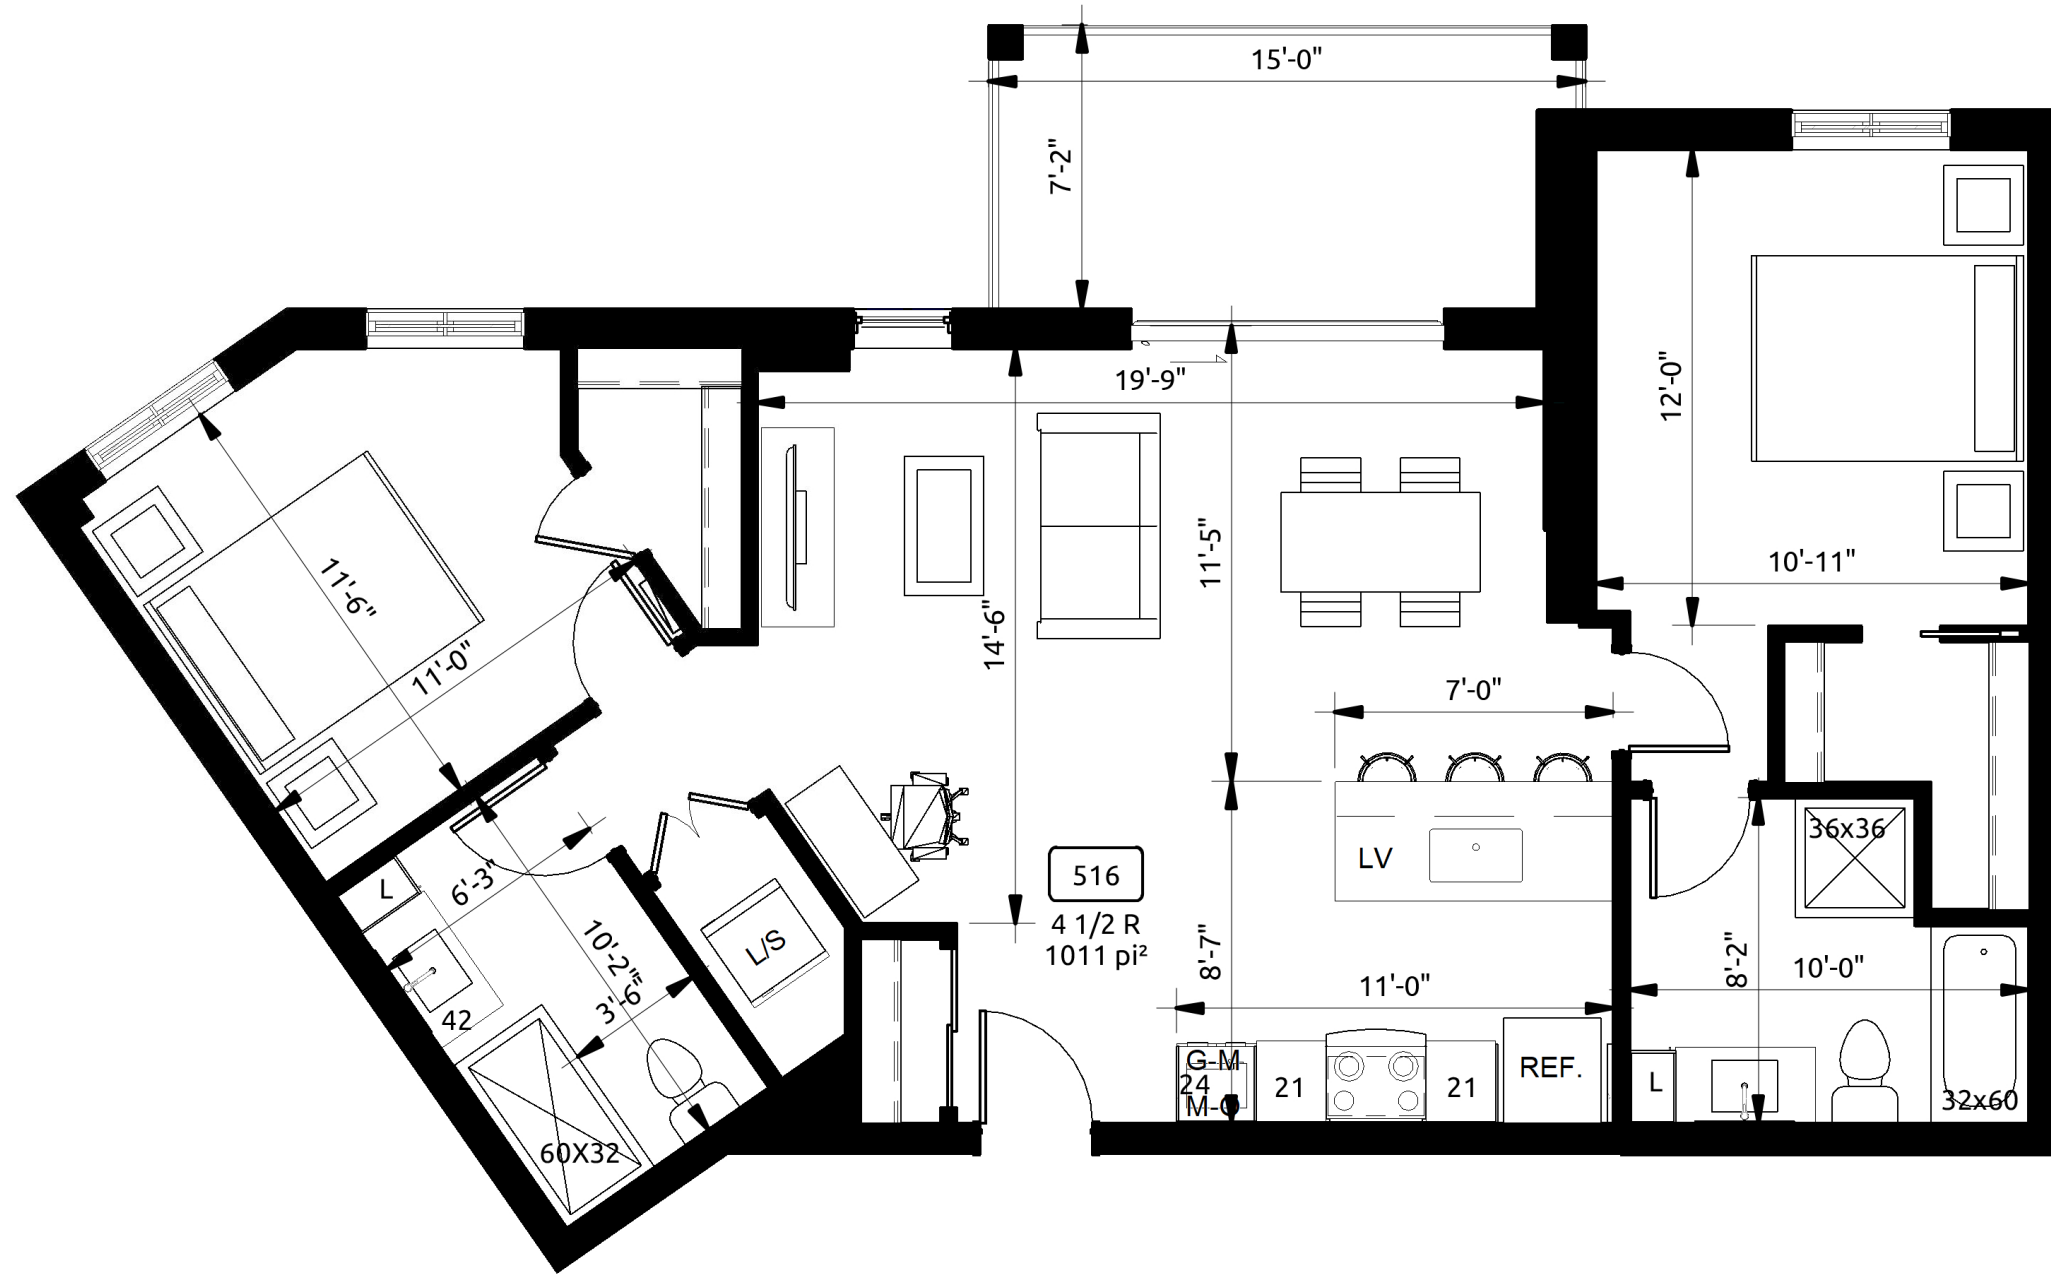 15'-0"
7'-2"
19'-9"
12'-0"
10'-11"
11'-6"
11'-0"
11'-5"
14'-6"
7'-0"
36x36
LV
516
4 1/2 R
1011 pi²
L
6'-3"
10'-2"
3'-6"
L/S
42
60X32
8'-7"
11'-0"
8'-2"
10'-0"
G-M-
24
M-O
21
21
REF.
L
32x60